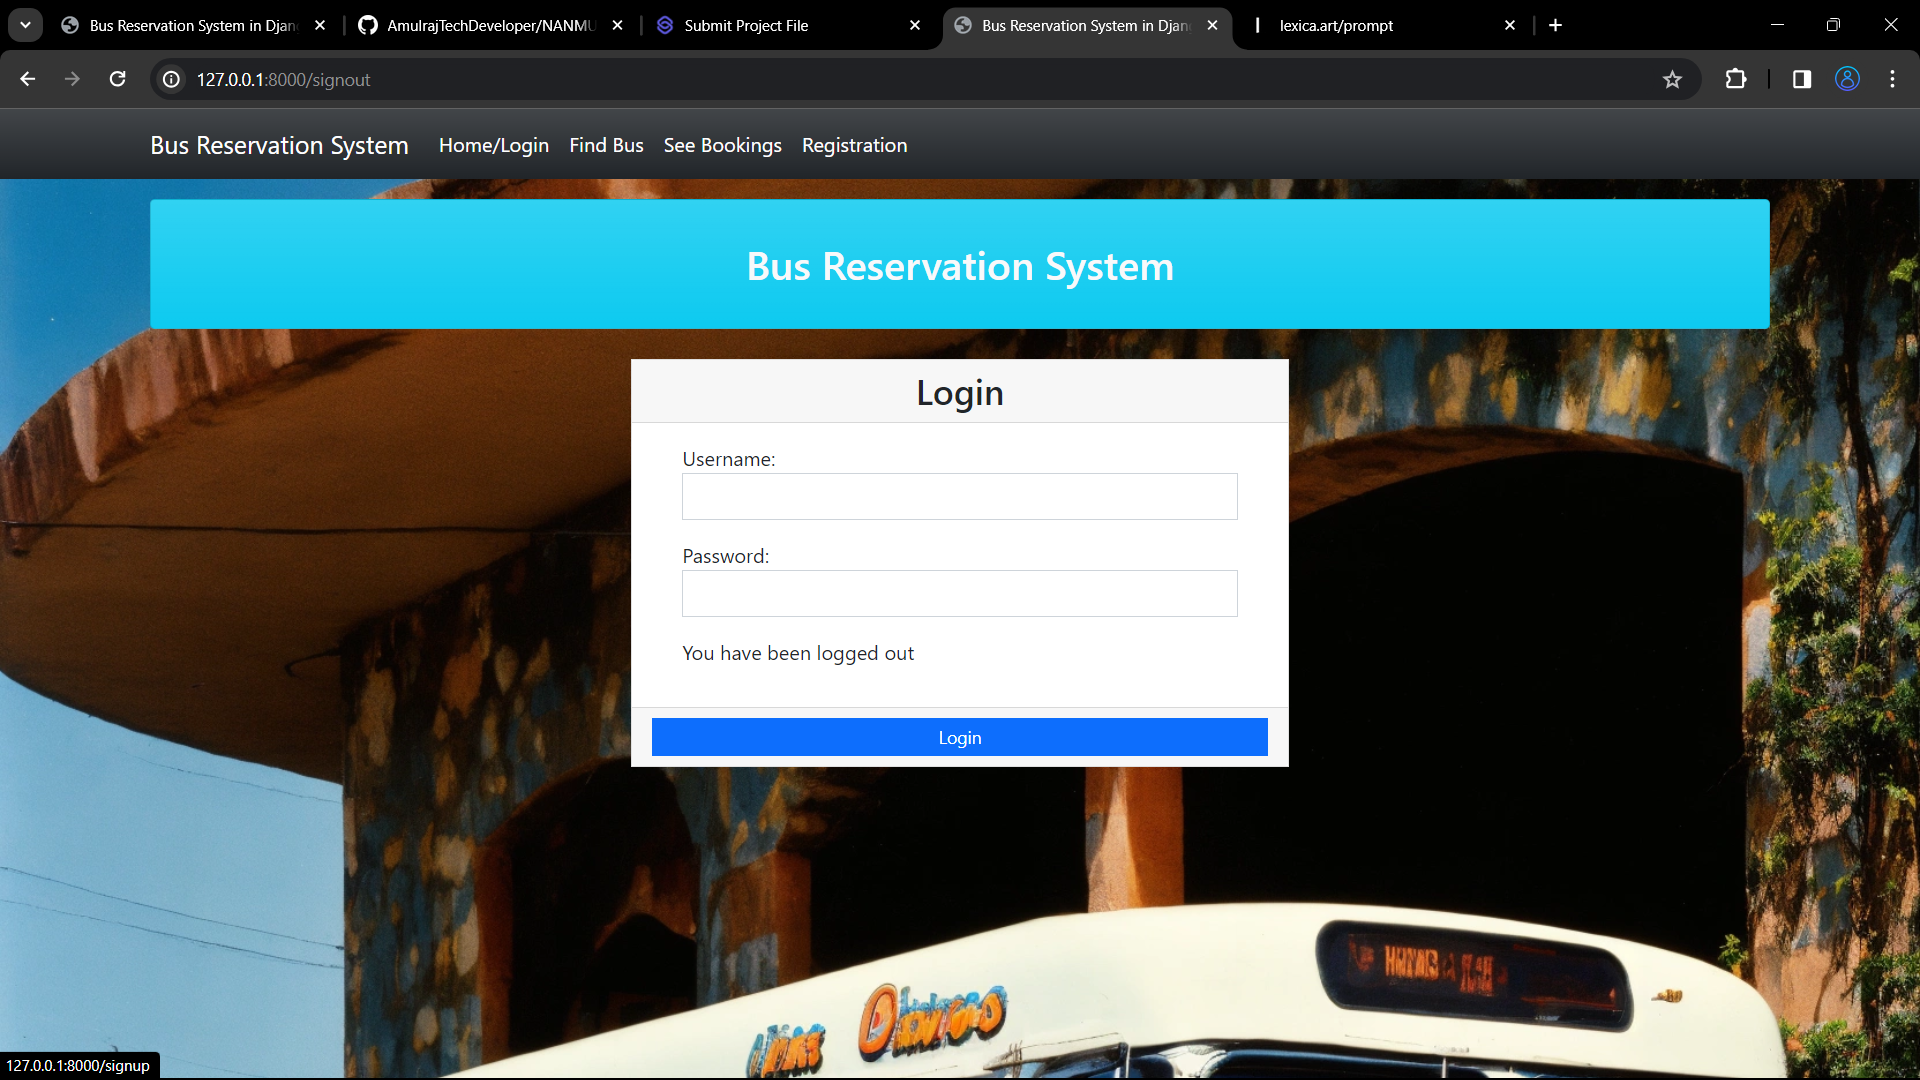 Bus Reservation System in Djan
AmulrajTechDeveloper/NANMU
Submit Project File
Bus Reservation System in Djan
lexica.art/prompt
127.0.0.1:8000/signout
Bus Reservation System
Home/Login
Find Bus
See Bookings
Registration
Bus Reservation System
Login
Username:
Password:
You have been logged out
Login
127.0.0.1:8000/signup